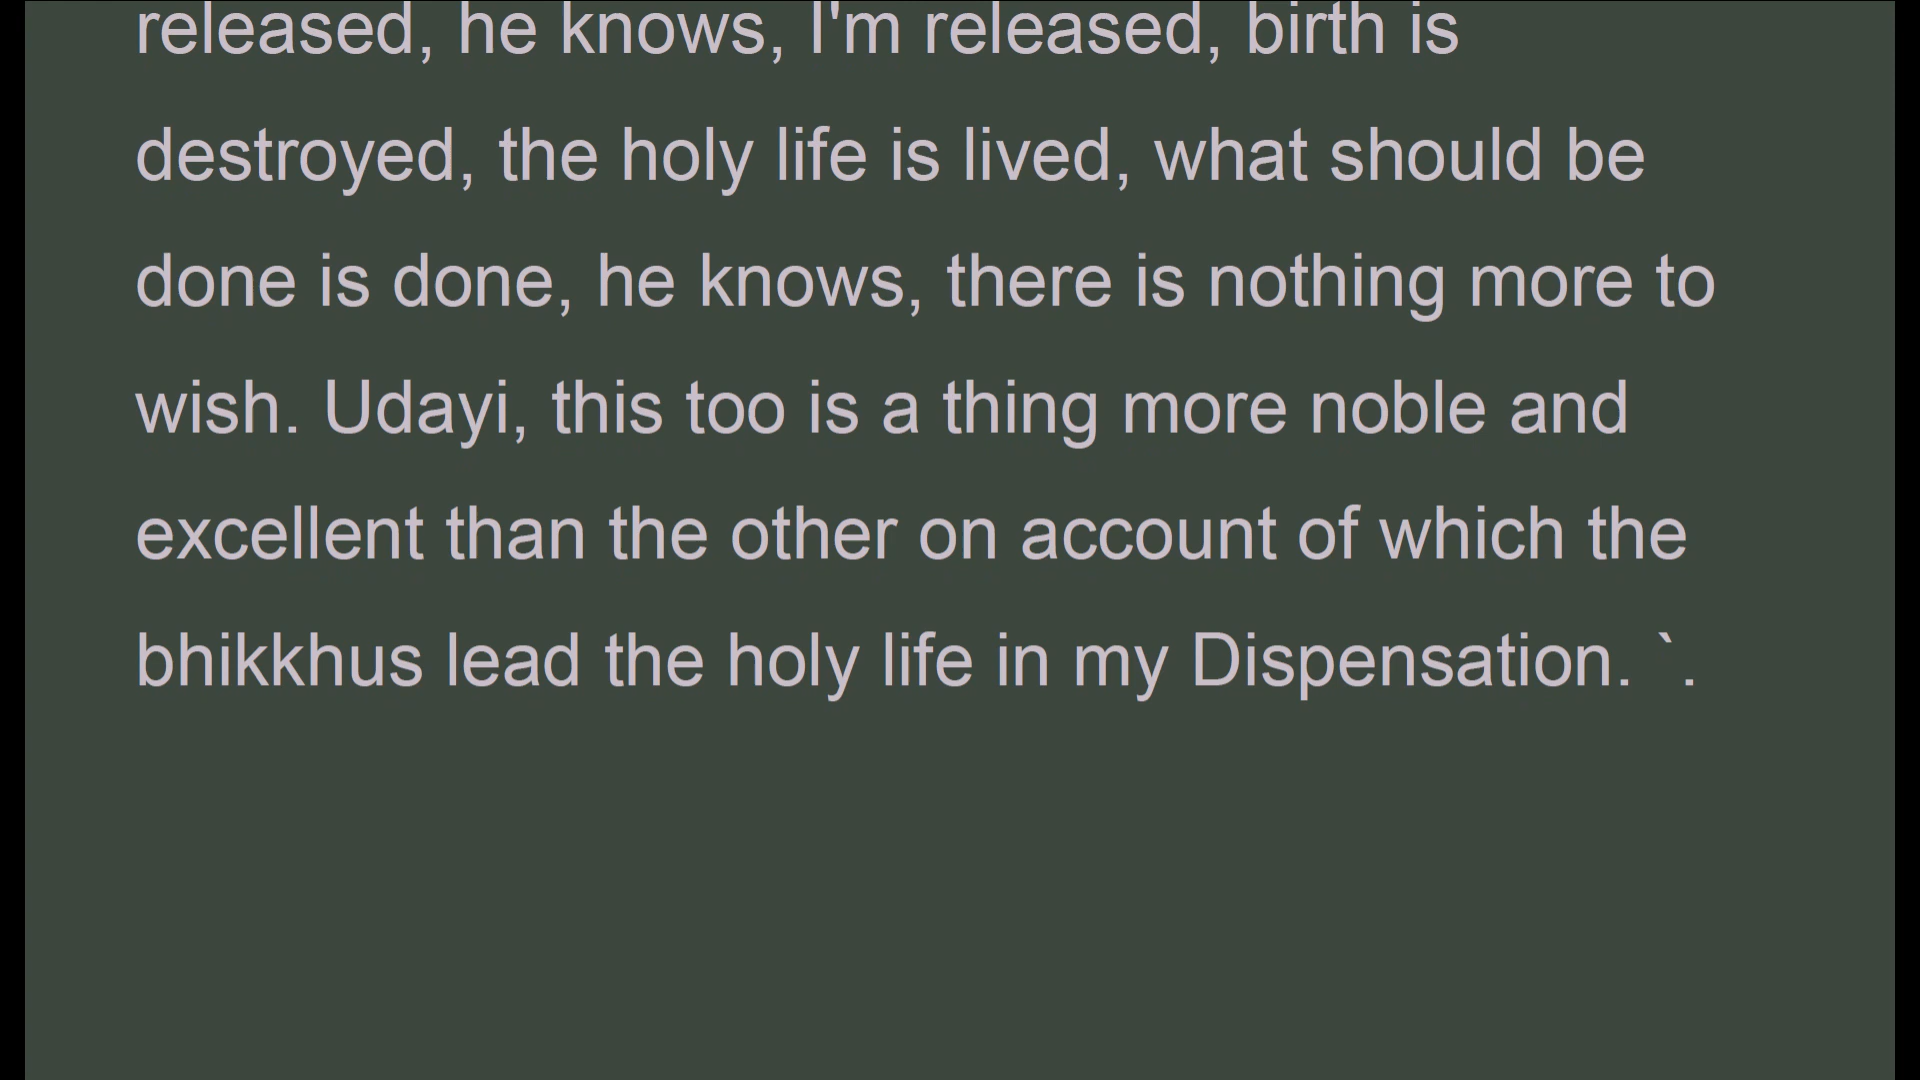 released, he knows, I'm released, birth is
destroyed, the holy life is lived, what should be
done is done, he knows, there is nothing more to
wish. Udayi, this too is a thing more noble and
excellent than the other on account of which the
bhikkhus lead the holy life in my Dispensation. `.